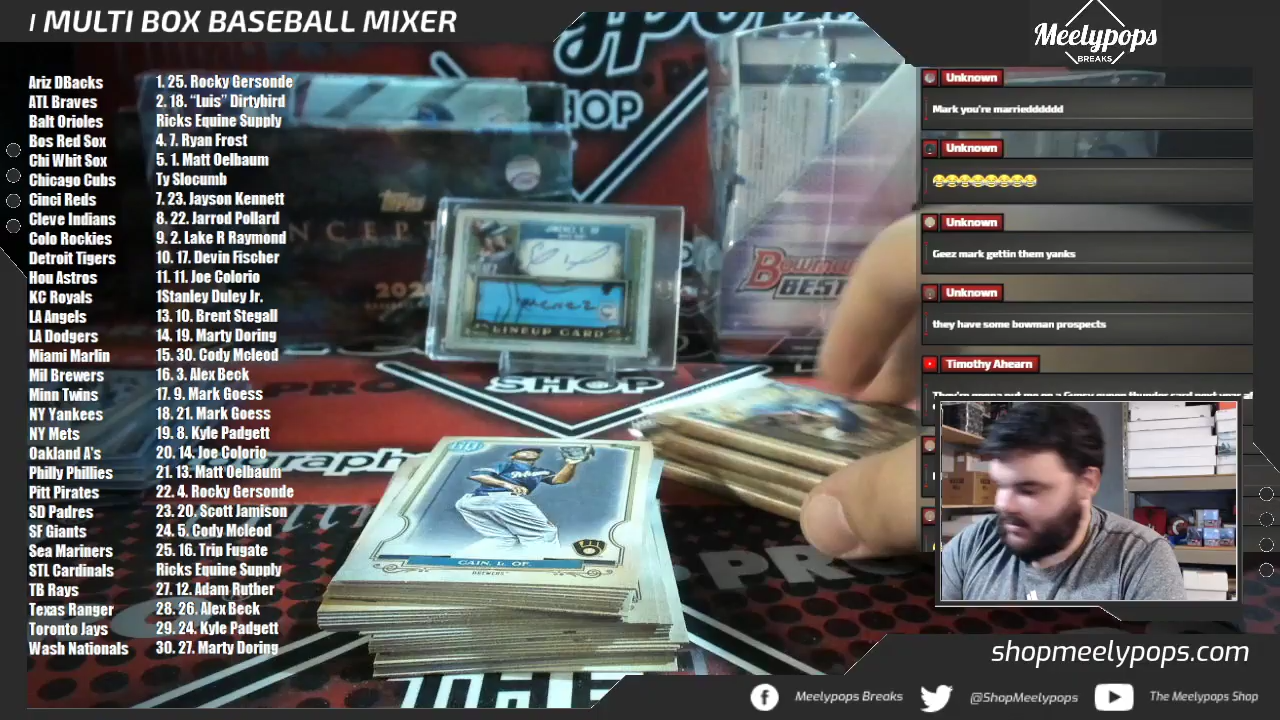 I MULTI BOX BASEBALL MIXER
Meelypops
BREAKS
Ariz DBacks 1. 25. Rocky Gersonde
ATL Braves 2. 18. “Luis” Dirtybird
Balt Orioles Ricks Equine Supply
Bos Red Sox 4. 7. Ryan Frost
Chi Whit Sox 5. 1. Matt Oelbaum
Chicago Cubs Ty Slocumb
Cinci Reds 7. 23. Jayson Kennett
Cleve Indians 8. 22. Jarrod Pollard
Colo Rockies 9. 2. Lake R Raymond
Detroit Tigers 10. 17. Devin Fischer
Hou Astros 11. 11. Joe Colorio
KC Royals 1Stanley Duley Jr.
LA Angels 13. 10. Brent Stegall
LA Dodgers 14. 19. Marty Doring
Miami Marlin 15. 30. Cody Mcleod
Mil Brewers 16. 3. Alex Beck
Minn Twins 17. 9. Mark Goess
NY Yankees 18. 21. Mark Goess
NY Mets 19. 8. Kyle Padgett
Oakland A's 20. 14. Joe Colorio
Philly Phillies 21. 13. Matt Oelbaum
Pitt Pirates 22. 4. Rocky Gersonde
SD Padres 23. 20. Scott Jamison
SF Giants 24. 5. Cody Mcleod
Sea Mariners 25. 16. Trip Fugate
STL Cardinals Ricks Equine Supply
TB Rays 27. 12. Adam Ruther
Texas Ranger 28. 26. Alex Beck
Toronto Jays 29. 24. Kyle Padgett
Wash Nationals 30. 27. Marty Doring
HOP
TOPPS
NCEPT
LINEUP CARD
Bowman
BEST
SHOP
CAIN, L. OF.
BREWERS
PRO
Unknown
Mark you're marriedddddd
Unknown
😂😂😂😂😂😂😂😂😂
Unknown
Geez mark gettin them yanks
Unknown
they have some bowman prospects
Timothy Ahearn
shopmeelypops.com
Meelypops Breaks
@ShopMeelypops
The Meelypops Shop